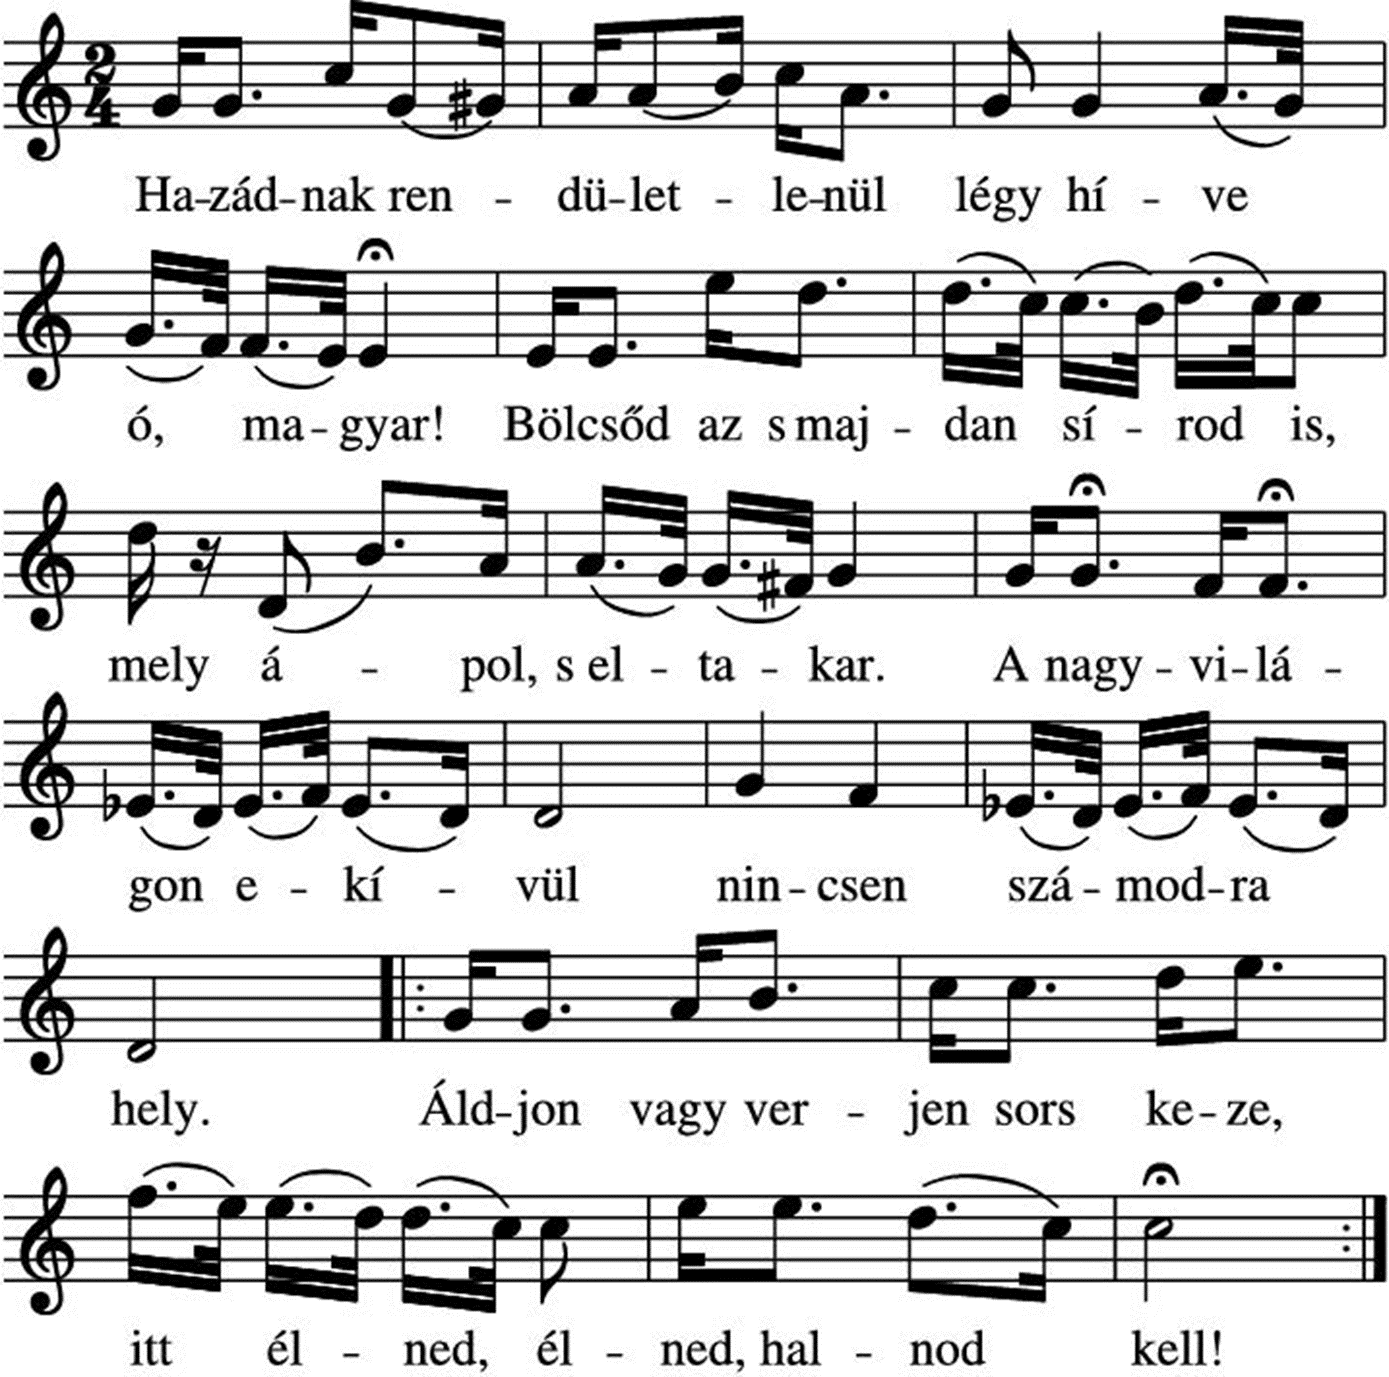 2 4
Ha-zád-nak ren - dü-let - le-nül légy hí - ve
ó, ma-gyar! Bölcsőd az s maj - dan sí - rod is,
mely á - pol, s el - ta - kar. A nagy-vi-lá -
gon e - kí - vül nin-csen szá-mod-ra
hely. Áld-jon vagy ver - jen sors ke-ze,
itt él - ned, él - ned, hal - nod kell!